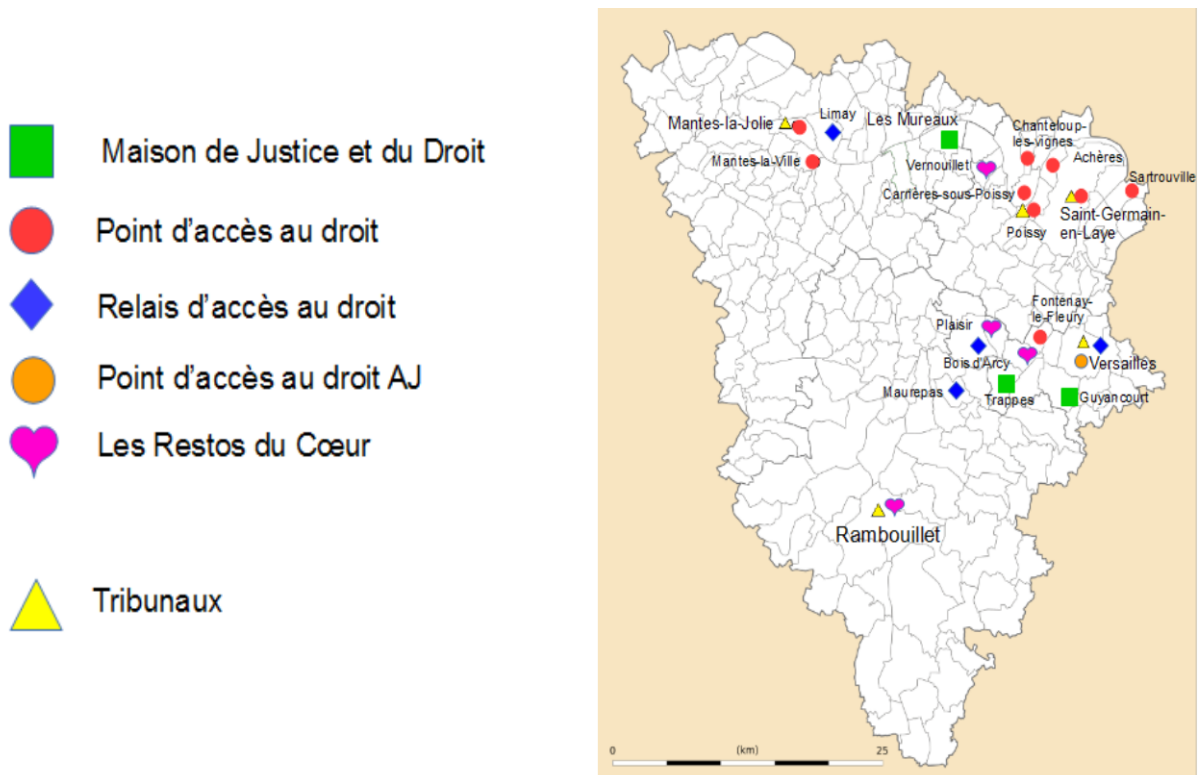 Maison de Justice et du Droit
Point d'accès au droit
Relais d'accès au droit
Point d'accès au droit AJ
Les Restos du Cœur
Tribunaux
Mantes-la-Jolie
Limay
Les Mureaux
Chanteloup-
les-vignes
Achères
Mantes-la-Ville
Vernouillet
Sartrouville
Carrières-sous-Poissy
Poissy
Saint-Germain-
en-Laye
Fontenay-
le-Fleury
Plaisir
Bois d'Arcy
Versailles
Maurepas
Trappes
Guyancourt
Rambouillet
0
(km)
25